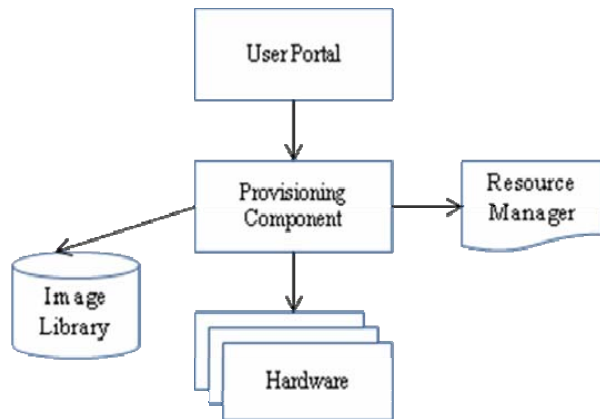 User Portal
Provisioning
Component
Resource
Manager
Image
Library
Hardware